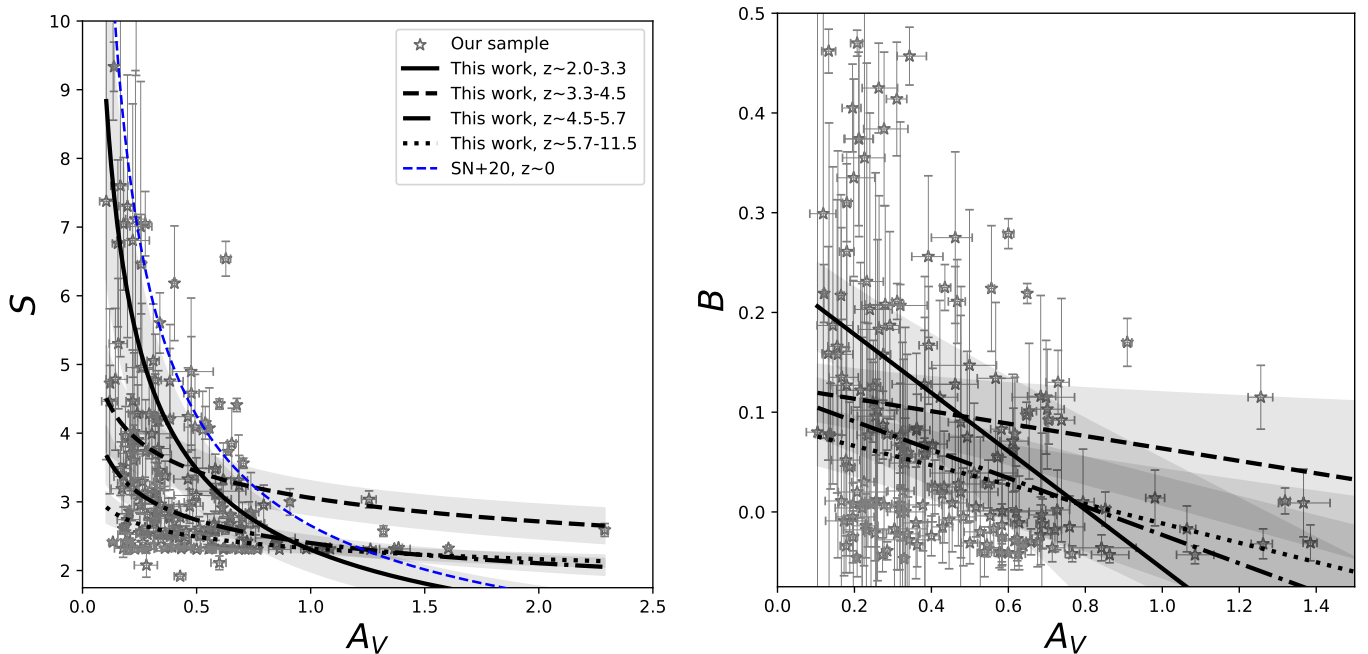 10
9
8
7
6
5
4
3
2
S
0.0
0.5
1.0
1.5
2.0
2.5
A_V
Our sample
This work, z~2.0-3.3
This work, z~3.3-4.5
This work, z~4.5-5.7
This work, z~5.7-11.5
SN+20, z~0
0.5
0.4
0.3
0.2
0.1
0.0
B
0.0
0.2
0.4
0.6
0.8
1.0
1.2
1.4
A_V